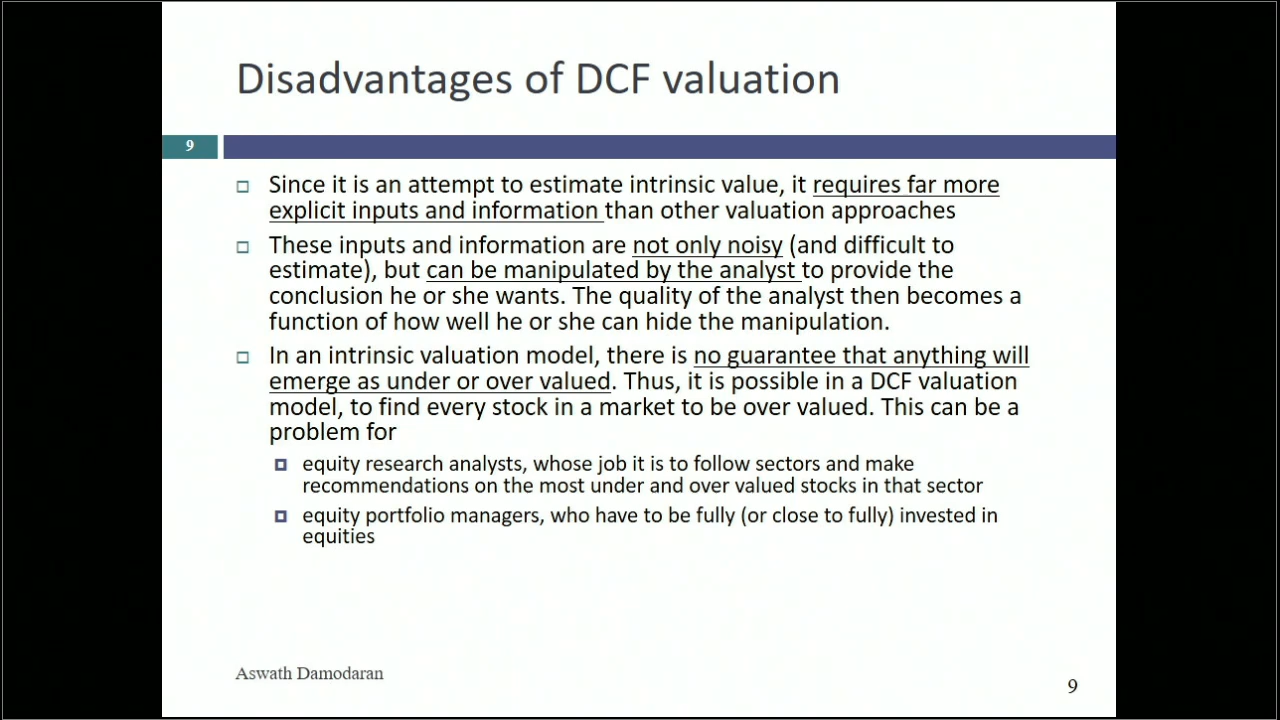 Disadvantages of DCF valuation
9
Since it is an attempt to estimate intrinsic value, it requires far more
explicit inputs and information than other valuation approaches
These inputs and information are not only noisy (and difficult to
estimate), but can be manipulated by the analyst to provide the
conclusion he or she wants. The quality of the analyst then becomes a
function of how well he or she can hide the manipulation.
In an intrinsic valuation model, there is no guarantee that anything will
emerge as under or over valued. Thus, it is possible in a DCF valuation
model, to find every stock in a market to be over valued. This can be a
problem for
equity research analysts, whose job it is to follow sectors and make
recommendations on the most under and over valued stocks in that sector
equity portfolio managers, who have to be fully (or close to fully) invested in
equities
Aswath Damodaran
9